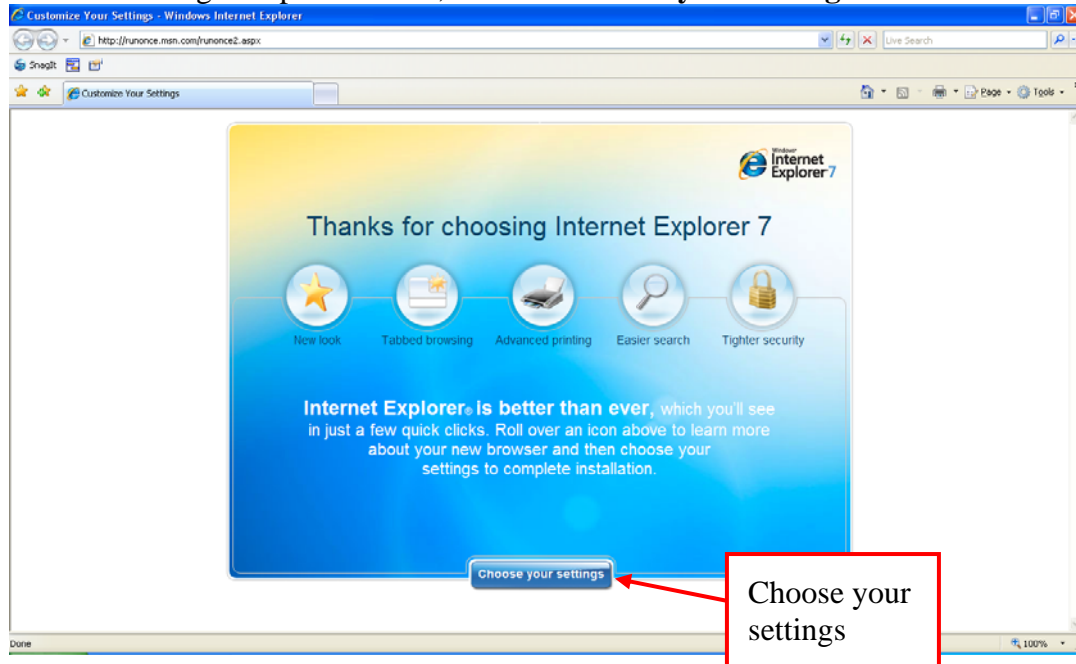 Customize Your Settings - Windows Internet Explorer
http://runonce.msn.com/runonce2.aspx
Live Search
SnagIt
Customize Your Settings
Page
Tools
Windows
Internet
Explorer 7
Thanks for choosing Internet Explorer 7
New look
Tabbed browsing
Advanced printing
Easier search
Tighter security
Internet Explorer® is better than ever, which you'll see
in just a few quick clicks. Roll over an icon above to learn more
about your new browser and then choose your
settings to complete installation.
Choose your settings
Choose your
settings
Done
100%